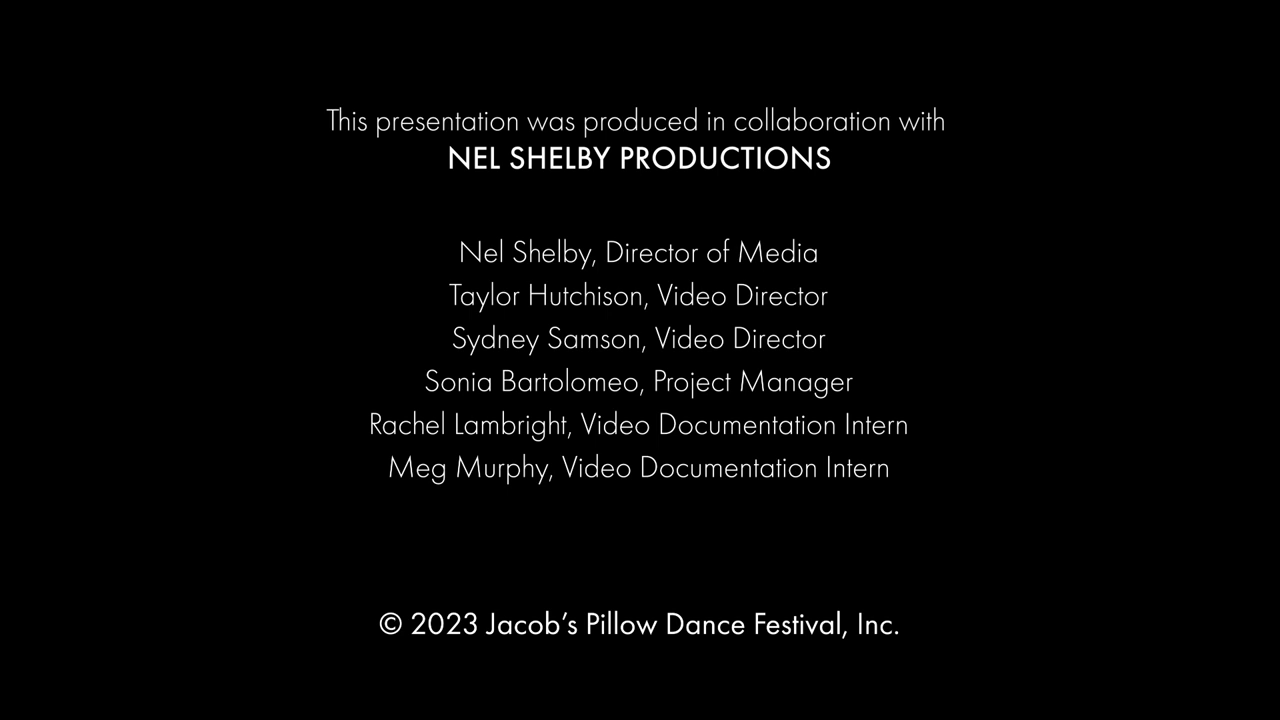 This presentation was produced in collaboration with
NEL SHELBY PRODUCTIONS
Nel Shelby, Director of Media
Taylor Hutchison, Video Director
Sydney Samson, Video Director
Sonia Bartolomeo, Project Manager
Rachel Lambright, Video Documentation Intern
Meg Murphy, Video Documentation Intern
© 2023 Jacob’s Pillow Dance Festival, Inc.